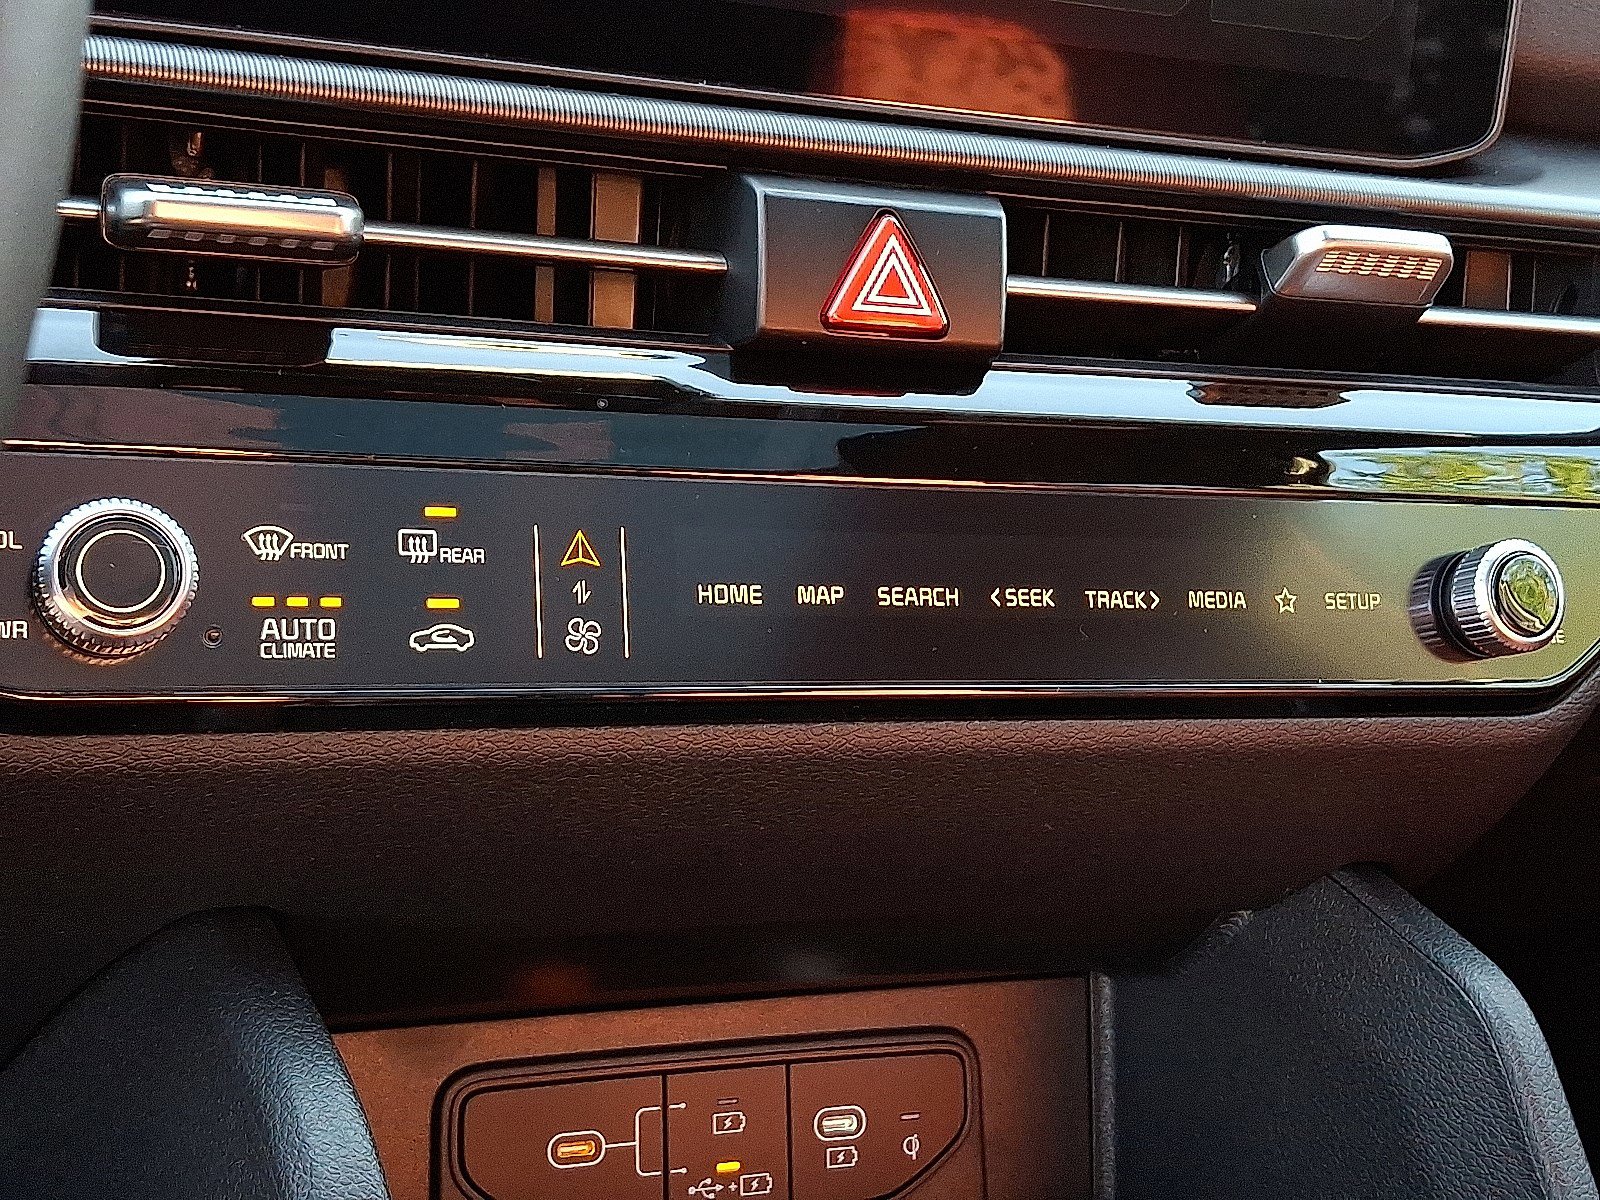 FRONT
REAR
HOME MAP SEARCH <SEEK TRACK> MEDIA ☆ SETUP
AUTO
CLIMATE